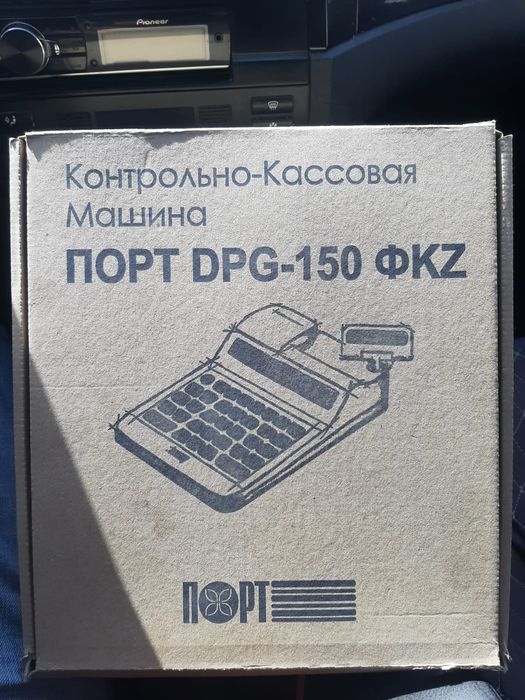 Pioneer
Контрольно-Кассовая
Машина
ПОРТ DPG-150 ФKZ
ПОРТ